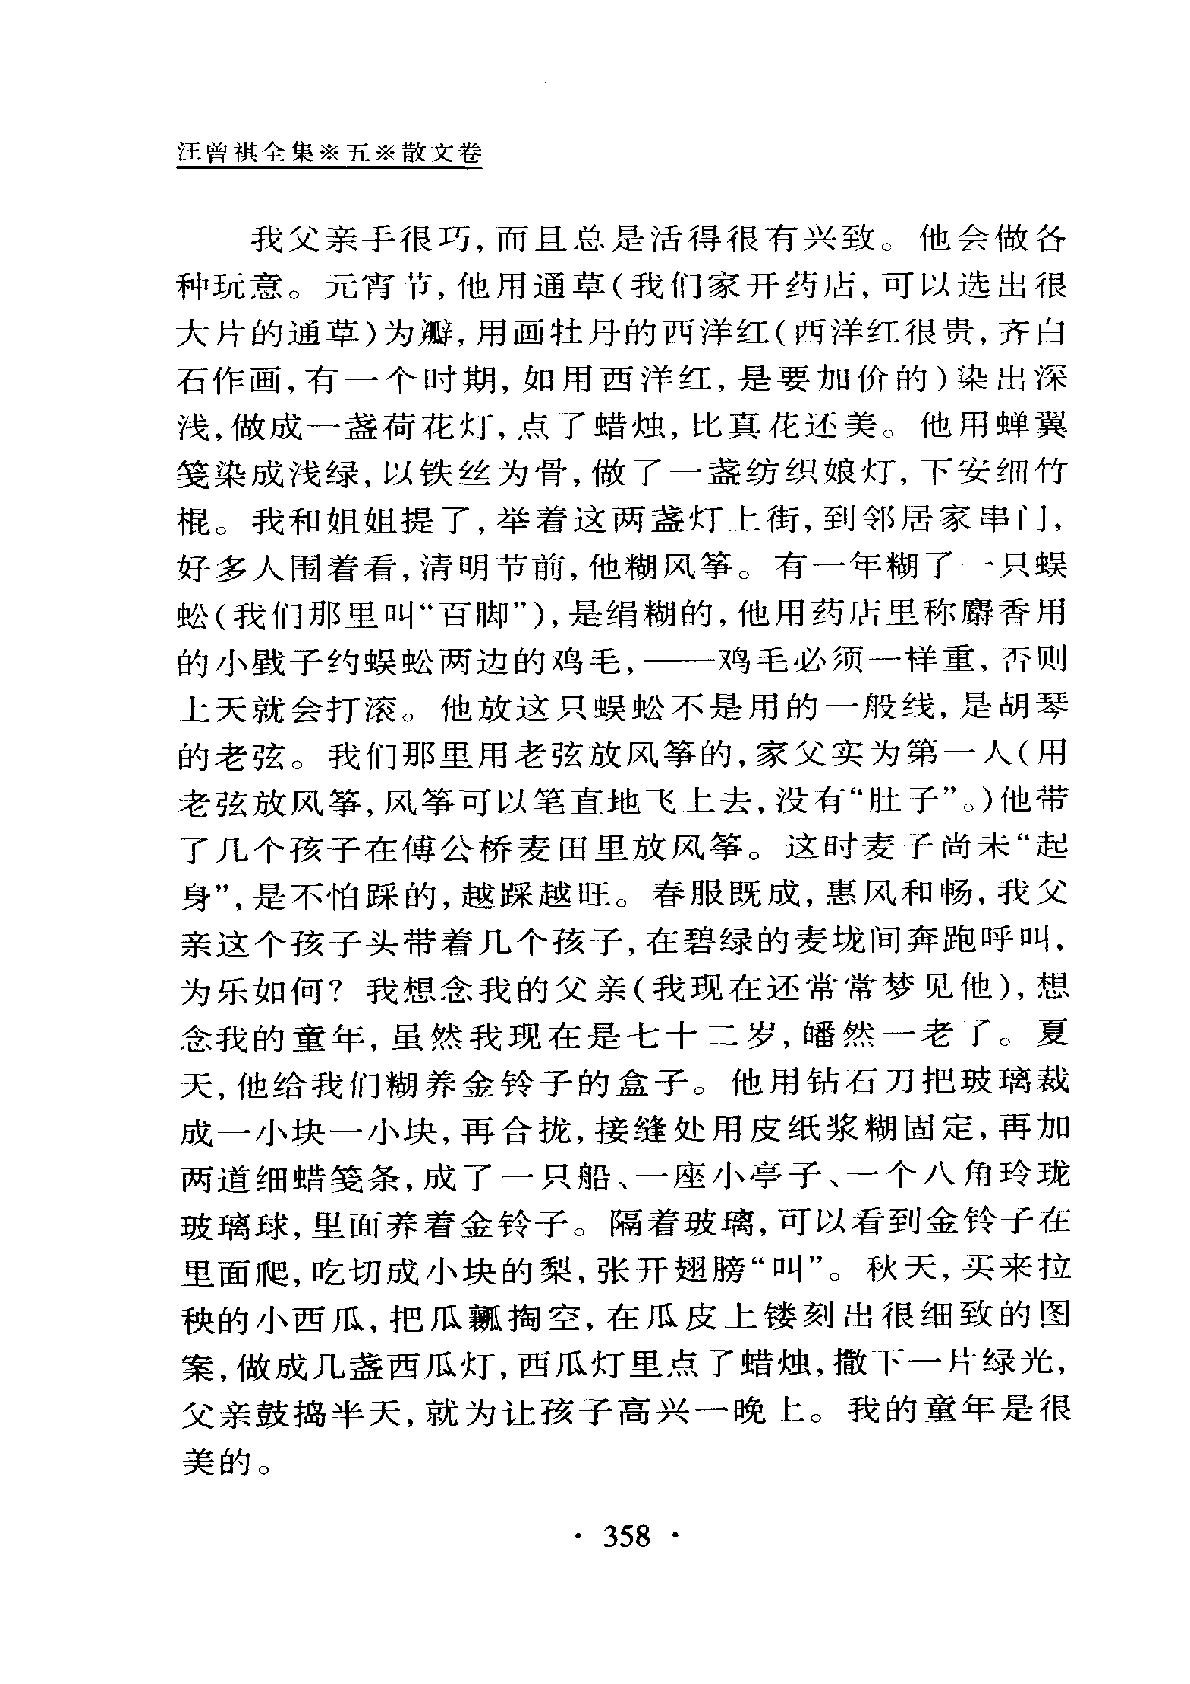 汪曾祺全集※五※散文卷
我父亲手很巧,而且总是活得很有兴致。他会做各
种玩意。元宵节,他用通草(我们家开药店,可以选出很
大片的通草)为瓣,用画牡丹的西洋红(西洋红很贵,齐白
石作画,有一个时期,如用西洋红,是要加价的)染出深
浅,做成一盏荷花灯,点了蜡烛,比真花还美。他用蝉翼
笺染成浅绿,以铁丝为骨,做了一盏纺织娘灯,下安细竹
棍。我和姐姐提了,举着这两盏灯上街,到邻居家串门,
好多人围着看,清明节前,他糊风筝。有一年糊了一只蜈
蚣(我们那里叫“百脚”),是绢糊的,他用药店里称麝香用
的小戥子约蜈蚣两边的鸡毛,——鸡毛必须一样重,否则
上天就会打滚。他放这只蜈蚣不是用的一般线,是胡琴
的老弦。我们那里用老弦放风筝的,家父实为第一人(用
老弦放风筝,风筝可以笔直地飞上去,没有“肚子”。)他带
了几个孩子在傅公桥麦田里放风筝。这时麦子尚未“起
身”,是不怕踩的,越踩越旺。春服既成,惠风和畅,我父
亲这个孩子头带着几个孩子,在碧绿的麦垅间奔跑呼叫,
为乐如何?我想念我的父亲(我现在还常常梦见他),想
念我的童年,虽然我现在是七十二岁,皤然一老了。夏
天,他给我们糊养金铃子的盒子。他用钻石刀把玻璃裁
成一小块一小块,再合拢,接缝处用皮纸浆糊固定,再加
两道细蜡笺条,成了一只船、一座小亭子、一个八角玲珑
玻璃球,里面养着金铃子。隔着玻璃,可以看到金铃子在
里面爬,吃切成小块的梨,张开翅膀“叫”。秋天,买来拉
秧的小西瓜,把瓜瓤掏空,在瓜皮上镂刻出很细致的图
案,做成几盏西瓜灯,西瓜灯里点了蜡烛,撒下一片绿光,
父亲鼓捣半天,就为让孩子高兴一晚上。我的童年是很
美的。
· 358 ·